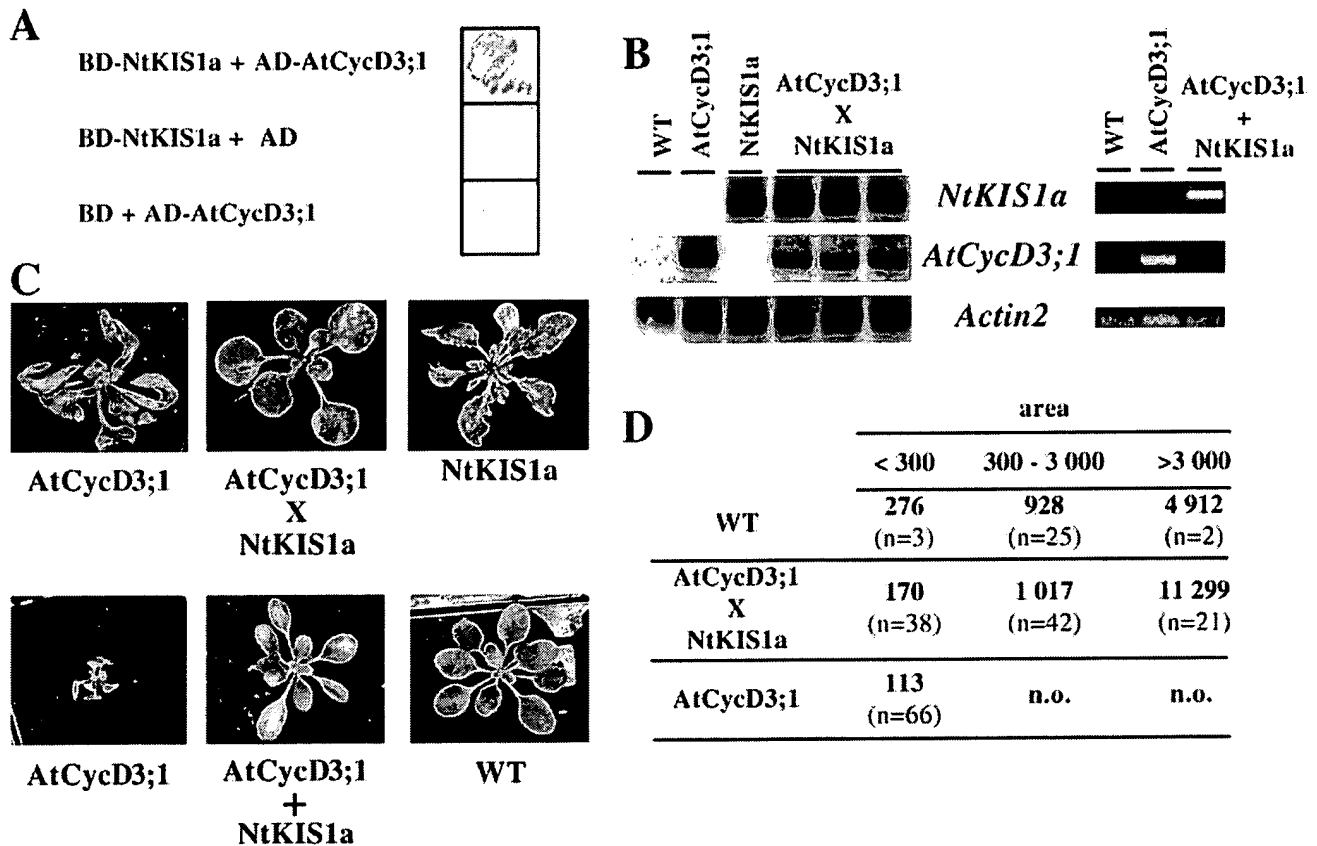 A
BD-NtKIS1a + AD-AtCycD3;1
BD-NtKIS1a + AD
BD + AD-AtCycD3;1
B
WT
AtCycD3;1
NtKIS1a
AtCycD3;1
X
NtKIS1a
WT
AtCycD3;1
AtCycD3;1
+
NtKIS1a
NtKIS1a
AtCycD3;1
Actin2
C
AtCycD3;1
AtCycD3;1
X
NtKIS1a
NtKIS1a
AtCycD3;1
AtCycD3;1
+
NtKIS1a
WT
D
area
< 300 300 - 3 000 >3 000
WT 276 928 4 912
(n=3) (n=25) (n=2)
AtCycD3;1
X
NtKIS1a
170 1 017 11 299
(n=38) (n=42) (n=21)
AtCycD3;1 113 n.o. n.o.
(n=66)